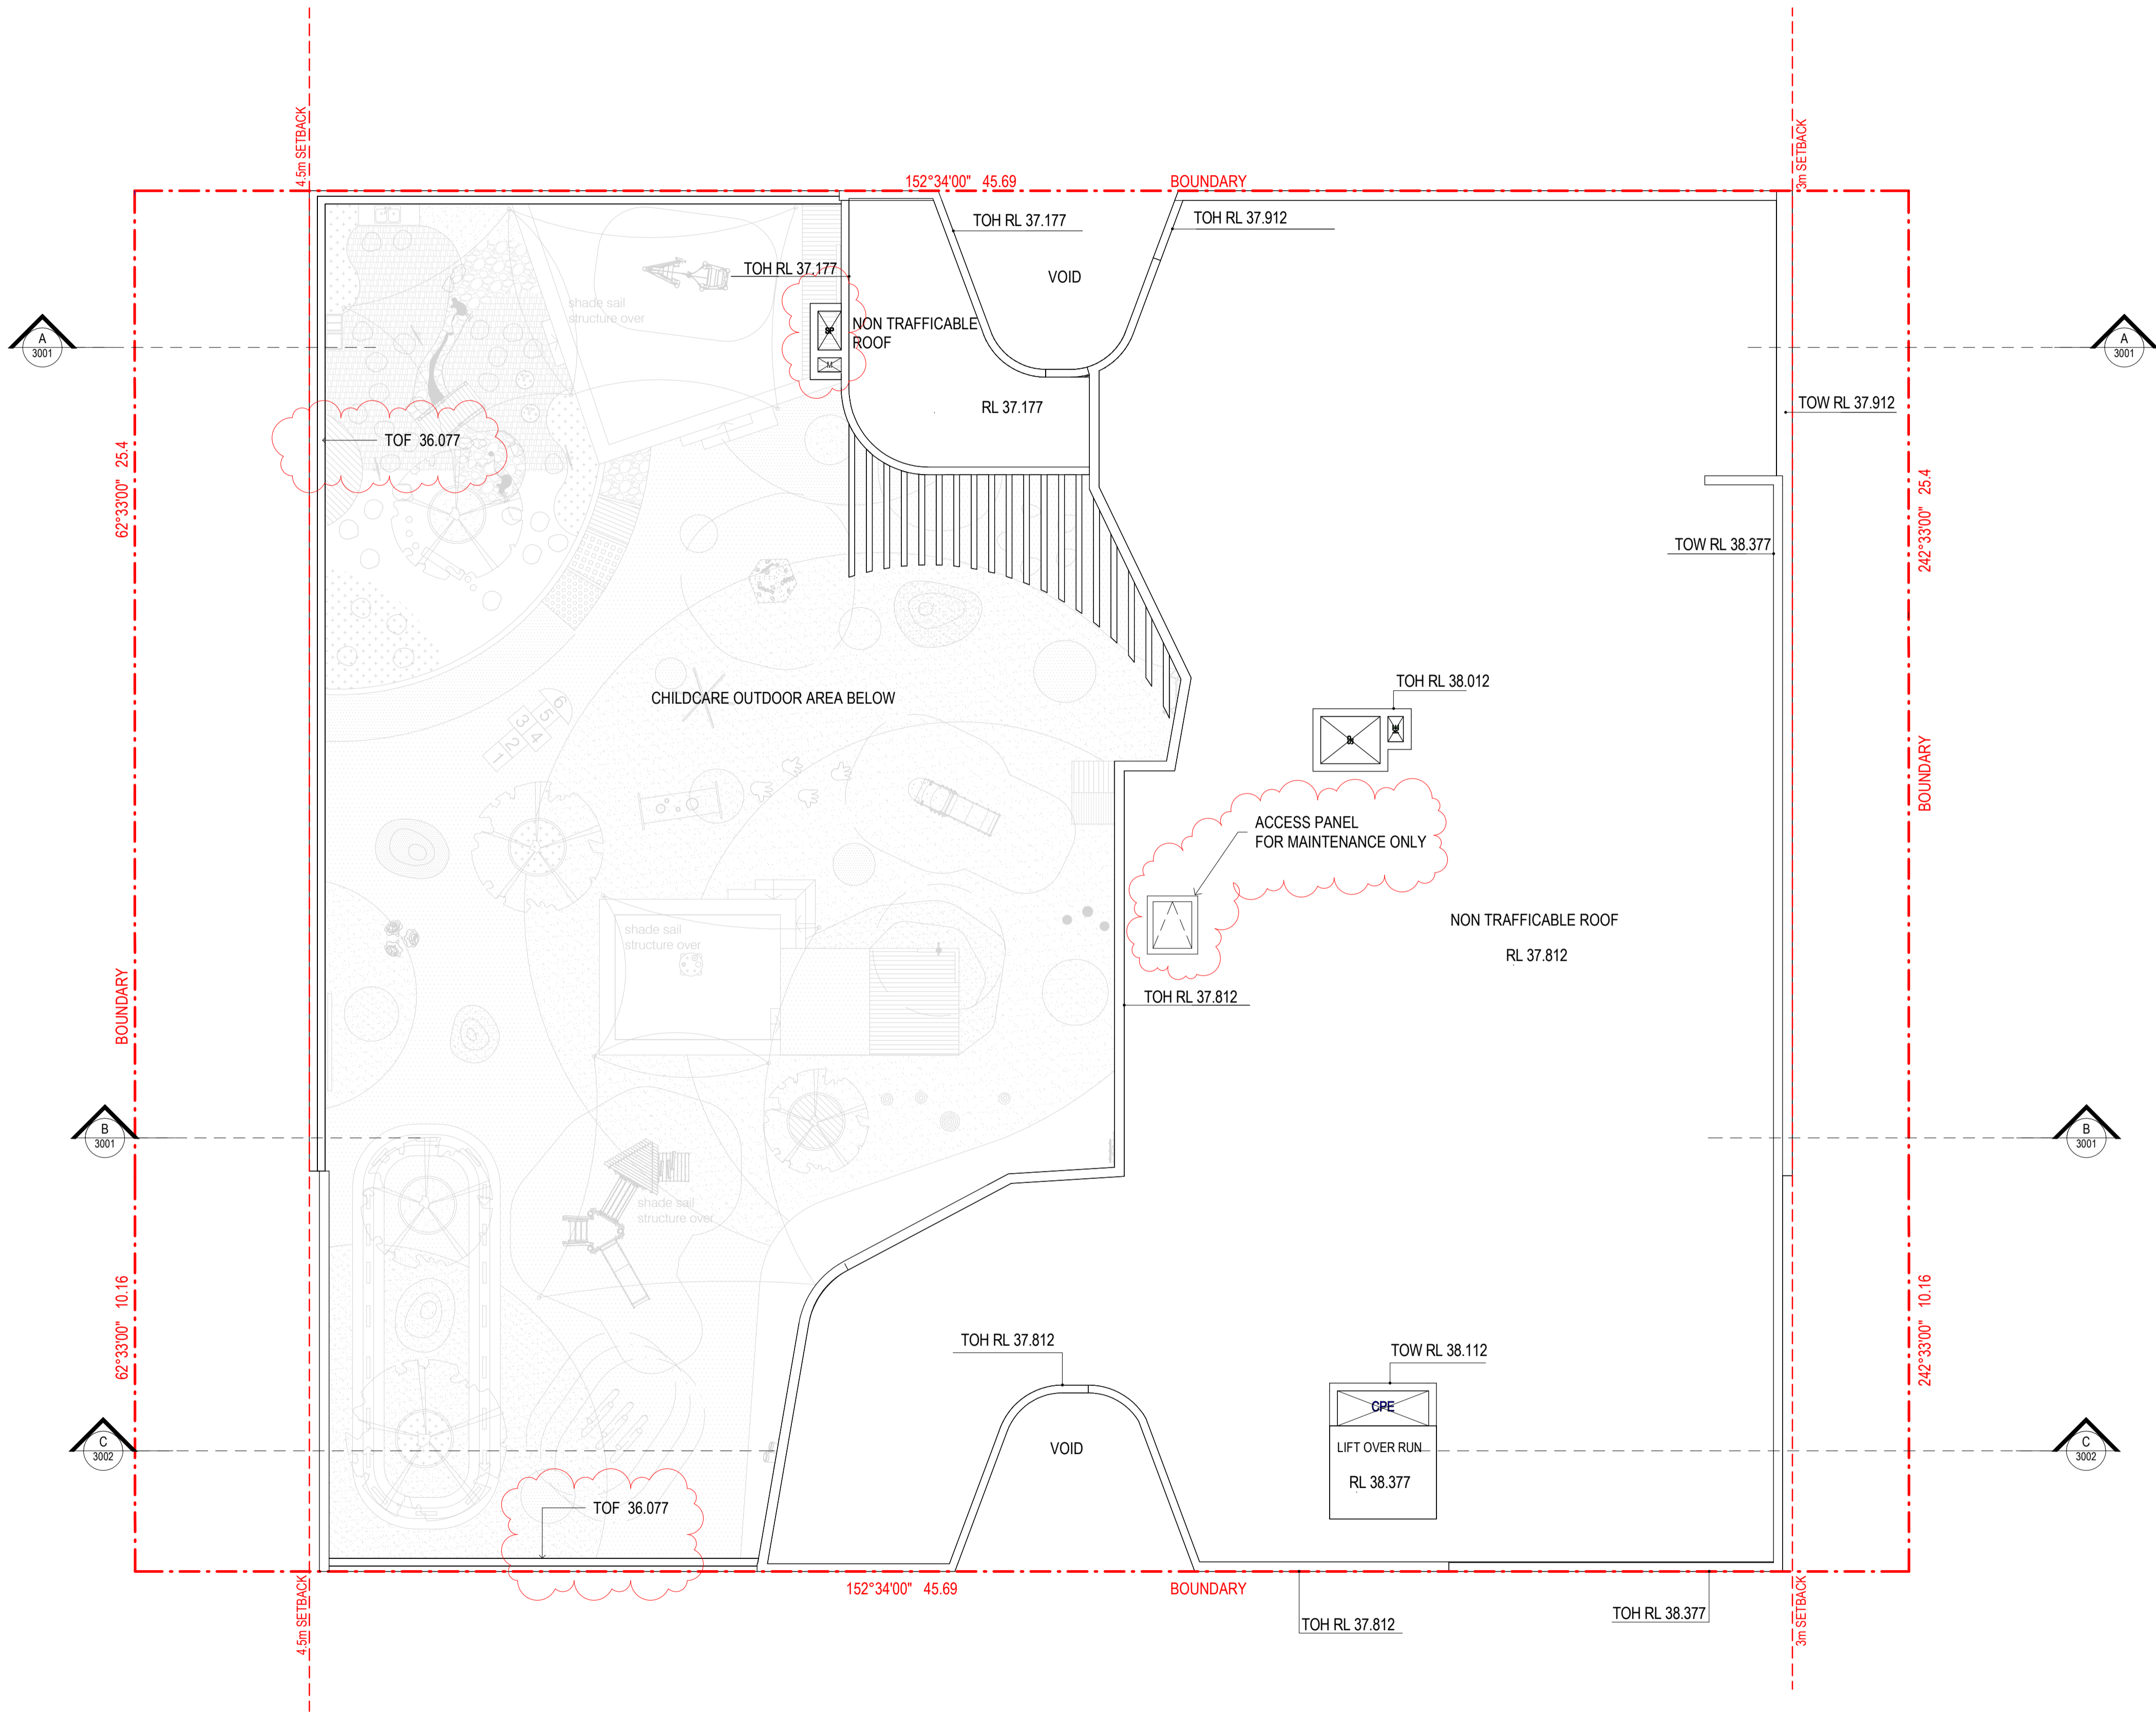 4.5m SETBACK
3m SETBACK
152°34'00" 45.69
BOUNDARY
TOH RL 37.177
TOH RL 37.912
TOH RL 37.177
VOID
shade sail
structure over
NON TRAFFICABLE
ROOF
SP
M
A
3001
A
3001
RL 37.177
TOW RL 37.912
TOF 36.077
62°33'00" 25.4
242°33'00" 25.4
TOW RL 38.377
CHILDCARE OUTDOOR AREA BELOW
TOH RL 38.012
6
5
3
4
2
1
BOUNDARY
ACCESS PANEL
FOR MAINTENANCE ONLY
NON TRAFFICABLE ROOF
RL 37.812
shade sail
structure over
BOUNDARY
TOH RL 37.812
B
3001
B
3001
shade sail
structure over
62°33'00" 10.16
242°33'00" 10.16
TOH RL 37.812
TOW RL 38.112
CPE
VOID
LIFT OVER RUN
RL 38.377
C
3002
C
3002
TOF 36.077
152°34'00" 45.69
BOUNDARY
4.5m SETBACK
3m SETBACK
TOH RL 37.812
TOH RL 38.377